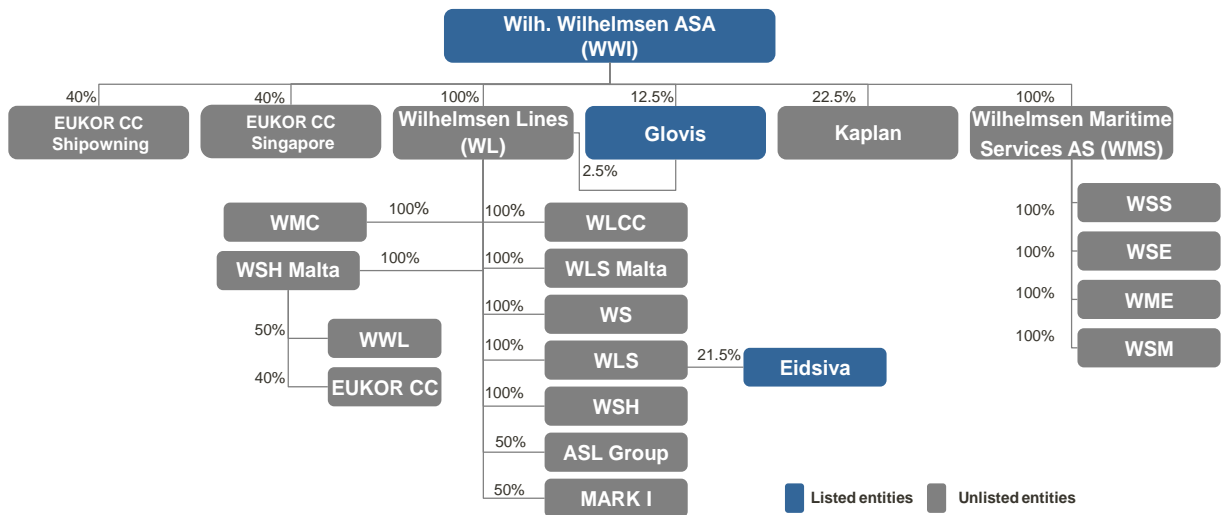 Wilh. Wilhelmsen ASA
(WWI)
40%
40%
100%
12.5%
22.5%
100%
EUKOR CC
Shipowning
EUKOR CC
Singapore
Wilhelmsen Lines
(WL)
Glovis
Kaplan
Wilhelmsen Maritime
Services AS (WMS)
2.5%
WMC
100%
100%
WLCC
100%
WSS
WSH Malta
100%
100%
WLS Malta
100%
WSE
WS
100%
100%
WME
50%
WWL
100%
WLS
21.5%
Eidsiva
100%
WSM
40%
EUKOR CC
100%
WSH
50%
ASL Group
50%
MARK I
Listed entities
Unlisted entities